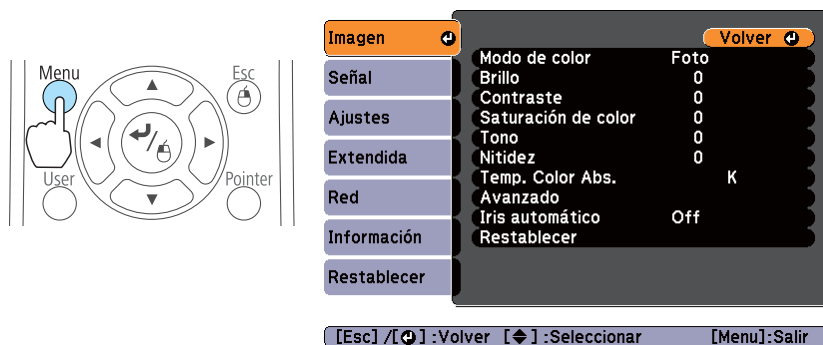 Menu
Esc
User
Pointer
Imagen
Señal
Ajustes
Extendida
Red
Información
Restablecer
Volver
Modo de color Foto
Brillo 0
Contraste 0
Saturación de color 0
Tono 0
Nitidez 0
Temp. Color Abs. K
Avanzado
Iris automático Off
Restablecer
[Esc] /[⏎] :Volver [◆] :Seleccionar [Menu]:Salir